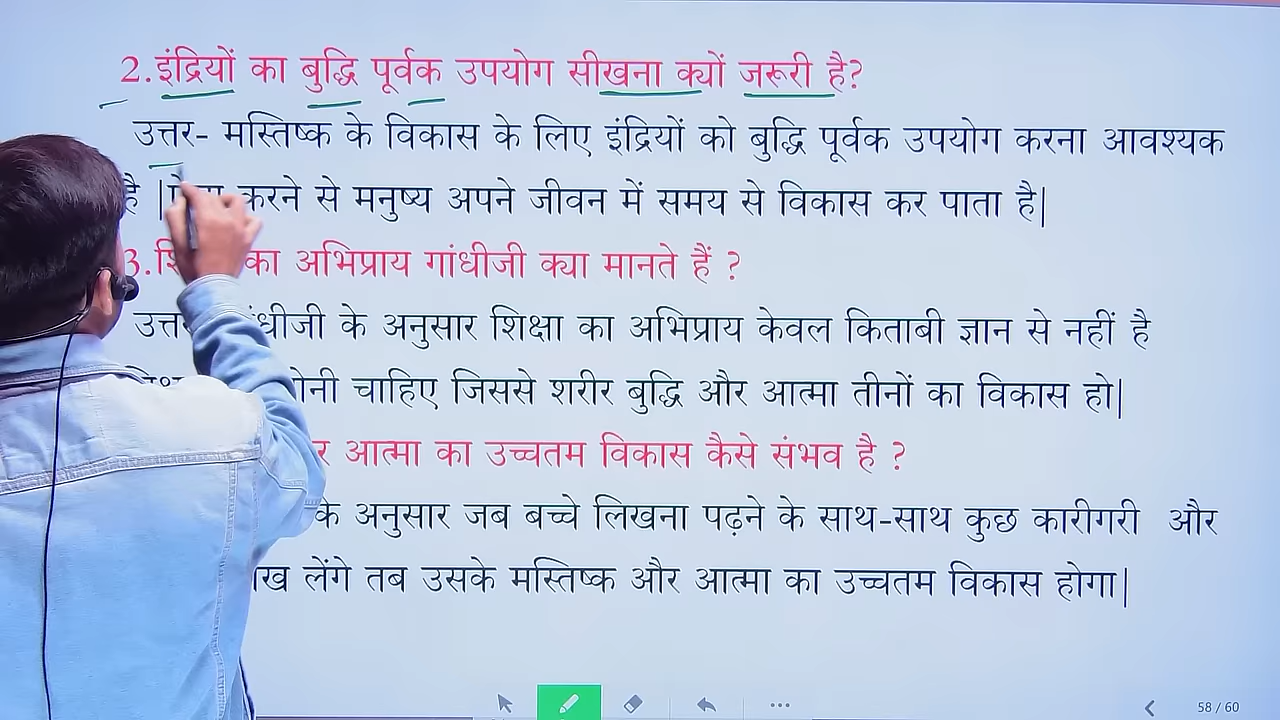 2.इंद्रियों का बुद्धि पूर्वक उपयोग सीखना क्यों जरूरी है?
उत्तर- मस्तिष्क के विकास के लिए इंद्रियों को बुद्धि पूर्वक उपयोग करना आवश्यक
है | करने से मनुष्य अपने जीवन में समय से विकास कर पाता है|
3. का अभिप्राय गांधीजी क्या मानते हैं ?
के अनुसार शिक्षा का अभिप्राय केवल किताबी ज्ञान से नहीं है
चाहिए जिससे शरीर बुद्धि और आत्मा तीनों का विकास हो|
आत्मा का उच्चतम विकास कैसे संभव है ?
के अनुसार जब बच्चे लिखना पढ़ने के साथ-साथ कुछ कारीगरी और
लेंगे तब उसके मस्तिष्क और आत्मा का उच्चतम विकास होगा|
58 / 60